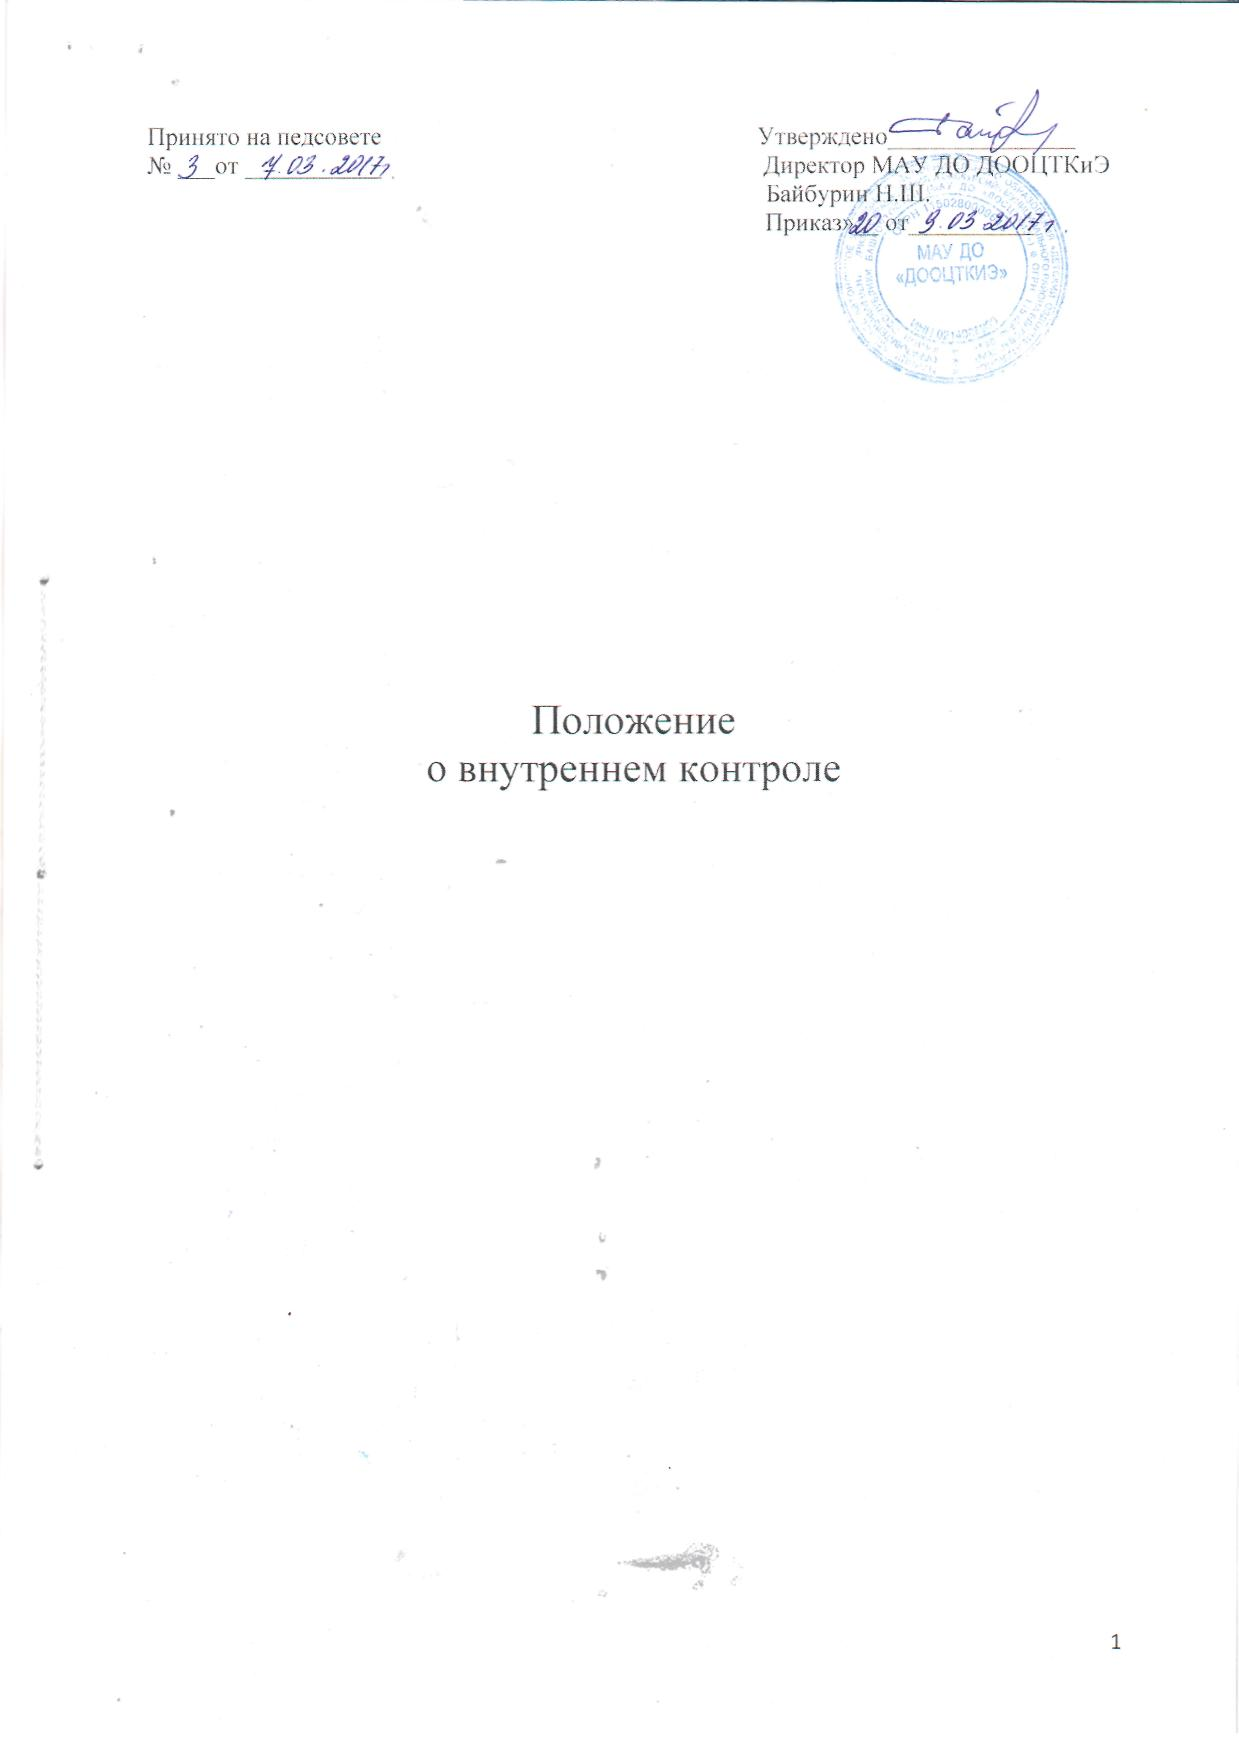 Принято на педсовете
№ 3 от 7.03.2017г.
Утверждено
Директор МАУ ДО ДООЦТКиЭ
Байбурин Н.Ш.
Приказ» 20 от 9.03 2017г.
МАУ ДО
«ДООЦТКИЭ»
Положение
о внутреннем контроле
1